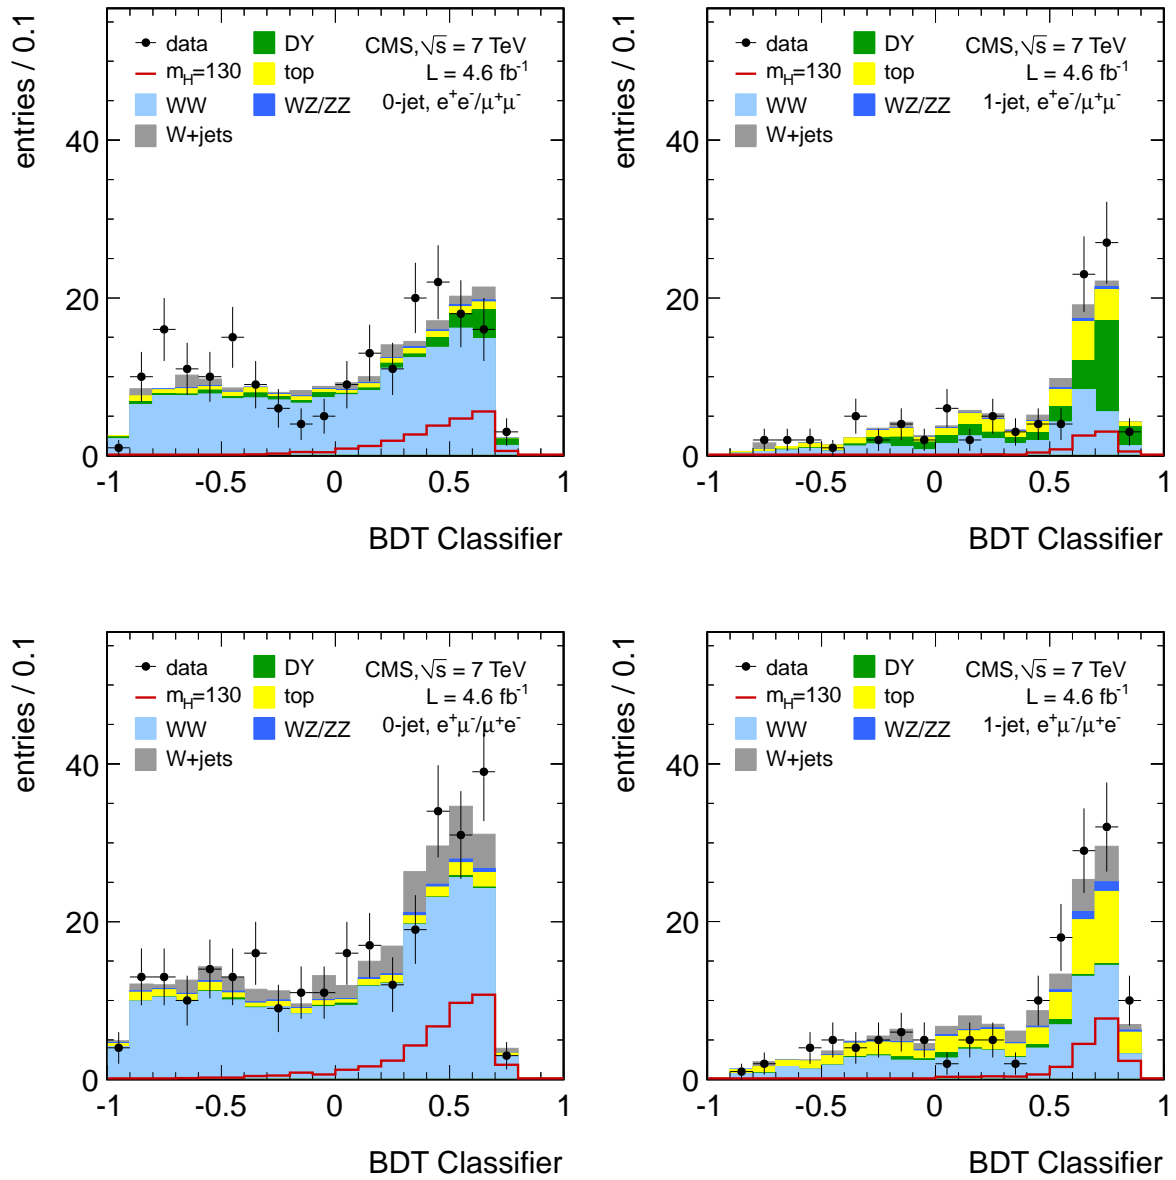 entries / 0.1
40
20
0
data DY CMS, √s = 7 TeV
m_H=130 top L = 4.6 fb⁻¹
WW WZ/ZZ 0-jet, e⁺e⁻/μ⁺μ⁻
W+jets
-1 -0.5 0 0.5 1
BDT Classifier
entries / 0.1
40
20
0
data DY CMS, √s = 7 TeV
m_H=130 top L = 4.6 fb⁻¹
WW WZ/ZZ 1-jet, e⁺e⁻/μ⁺μ⁻
W+jets
-1 -0.5 0 0.5 1
BDT Classifier
entries / 0.1
40
20
0
data DY CMS, √s = 7 TeV
m_H=130 top L = 4.6 fb⁻¹
WW WZ/ZZ 0-jet, e⁺μ⁻/μ⁺e⁻
W+jets
-1 -0.5 0 0.5 1
BDT Classifier
entries / 0.1
40
20
0
data DY CMS, √s = 7 TeV
m_H=130 top L = 4.6 fb⁻¹
WW WZ/ZZ 1-jet, e⁺μ⁻/μ⁺e⁻
W+jets
-1 -0.5 0 0.5 1
BDT Classifier